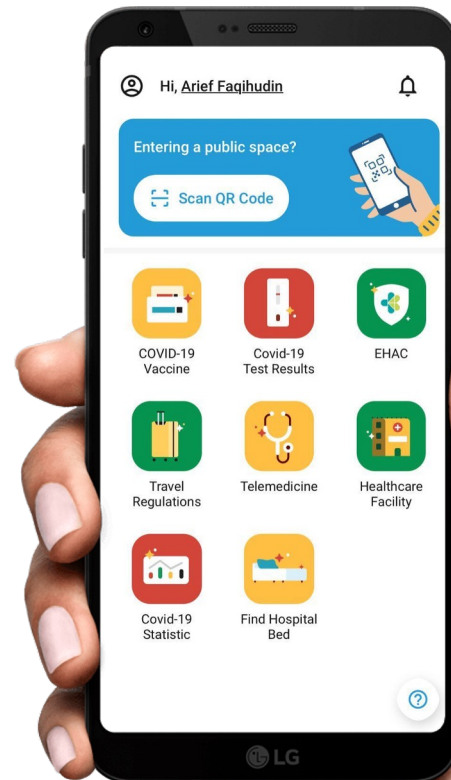 Hi, Arief Faqihudin
Entering a public space?
Scan QR Code
COVID-19
Vaccine
Covid-19
Test Results
EHAC
Travel
Regulations
Telemedicine
Healthcare
Facility
Covid-19
Statistic
Find Hospital
Bed
?
LG